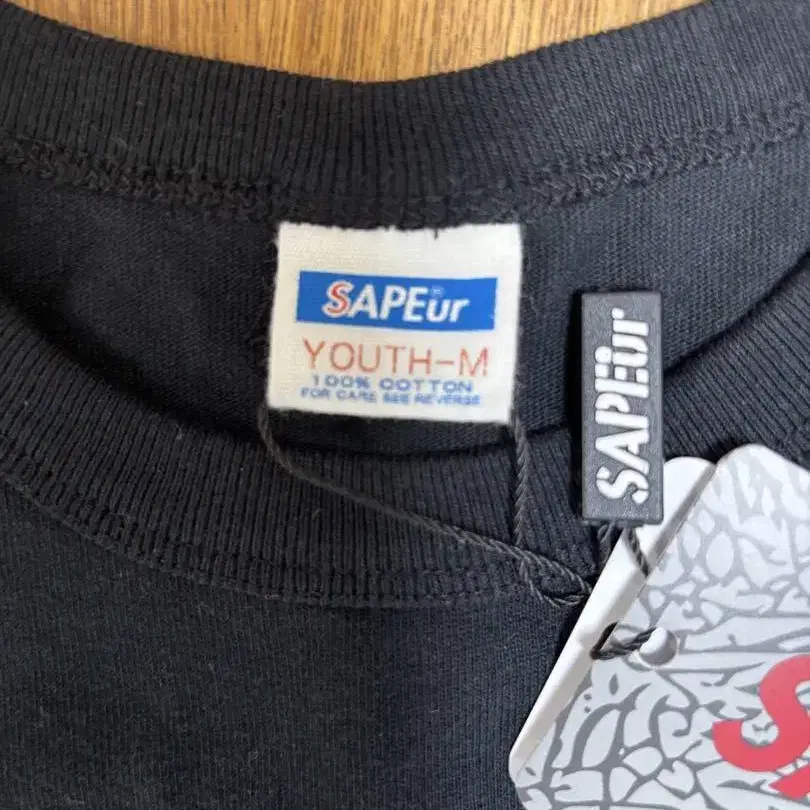 SAPEur®
YOUTH-M
100% COTTON
FOR CARE SEE REVERSE
SAPEur
S